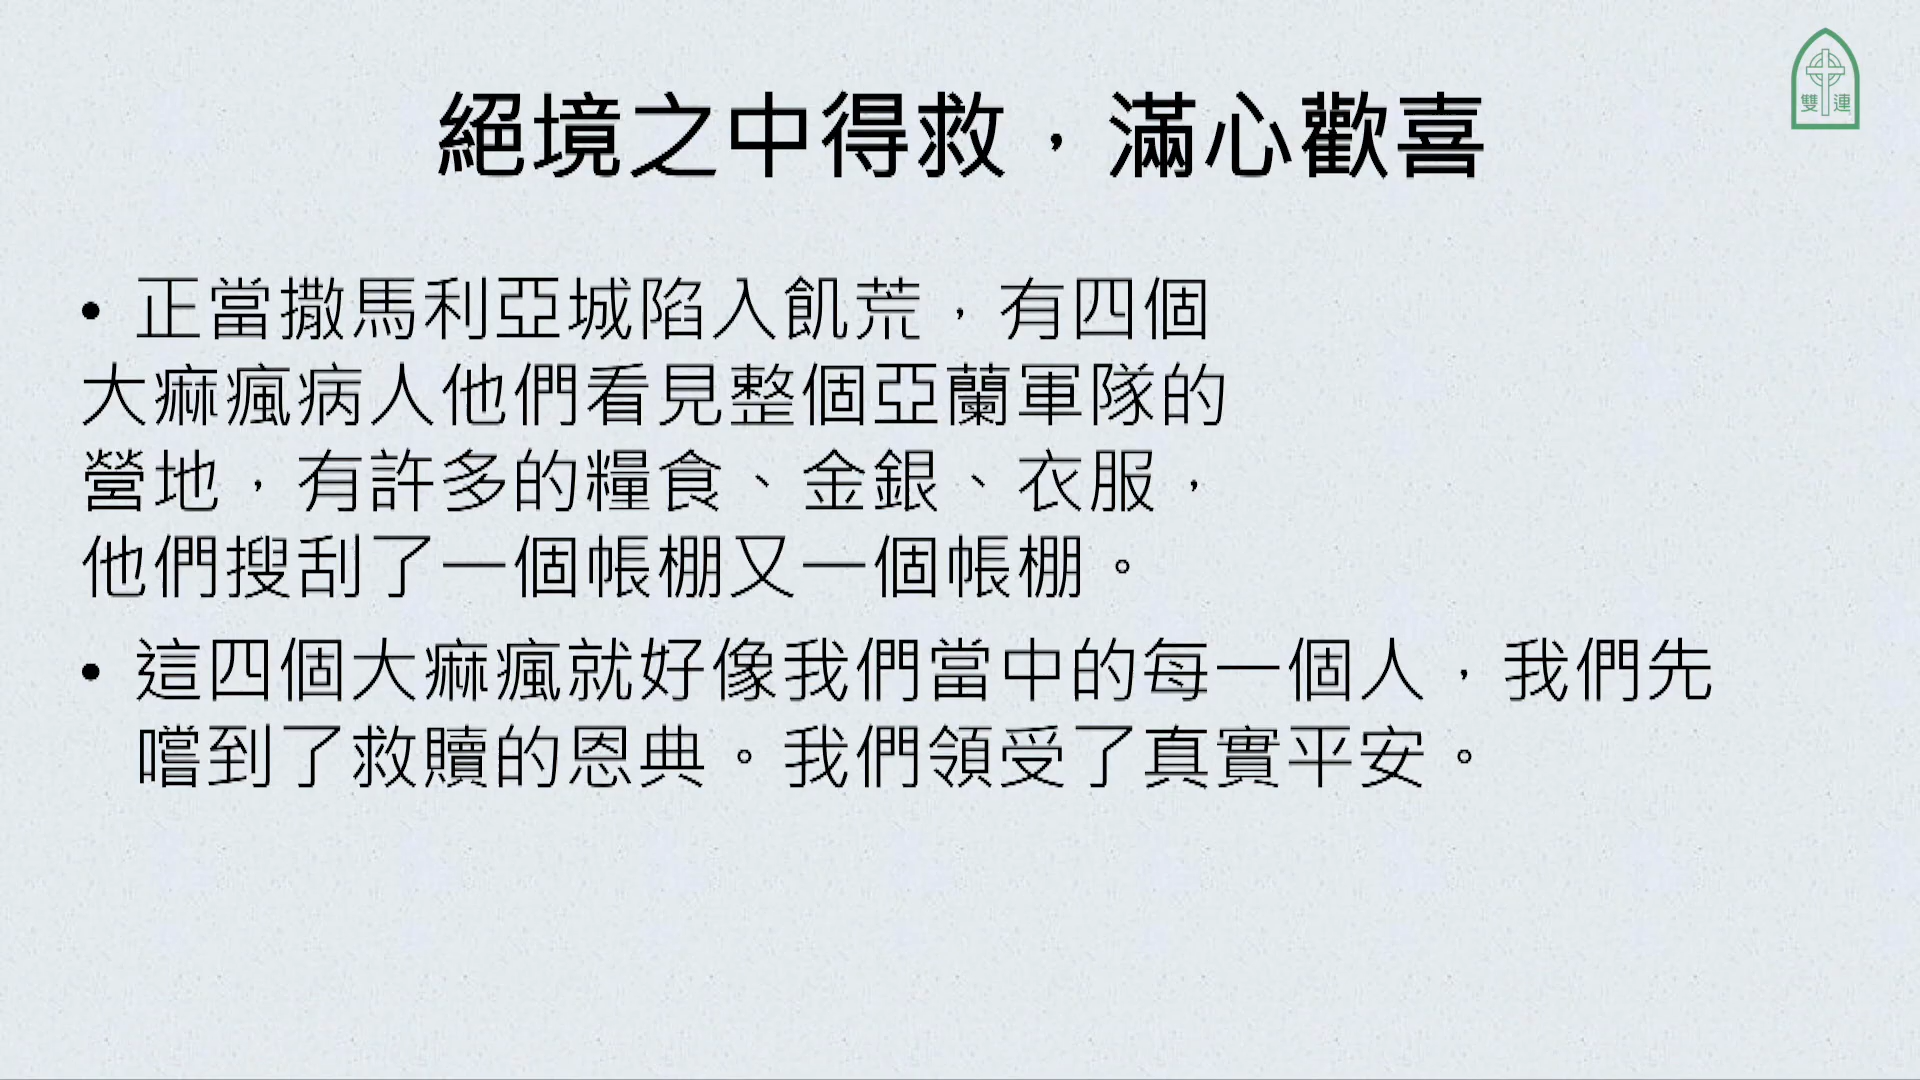 雙連
絕境之中得救，滿心歡喜
• 正當撒馬利亞城陷入飢荒，有四個
大痲瘋病人他們看見整個亞蘭軍隊的
營地，有許多的糧食、金銀、衣服，
他們搜刮了一個帳棚又一個帳棚。
• 這四個大痲瘋就好像我們當中的每一個人，我們先
嚐到了救贖的恩典。我們領受了真實平安。